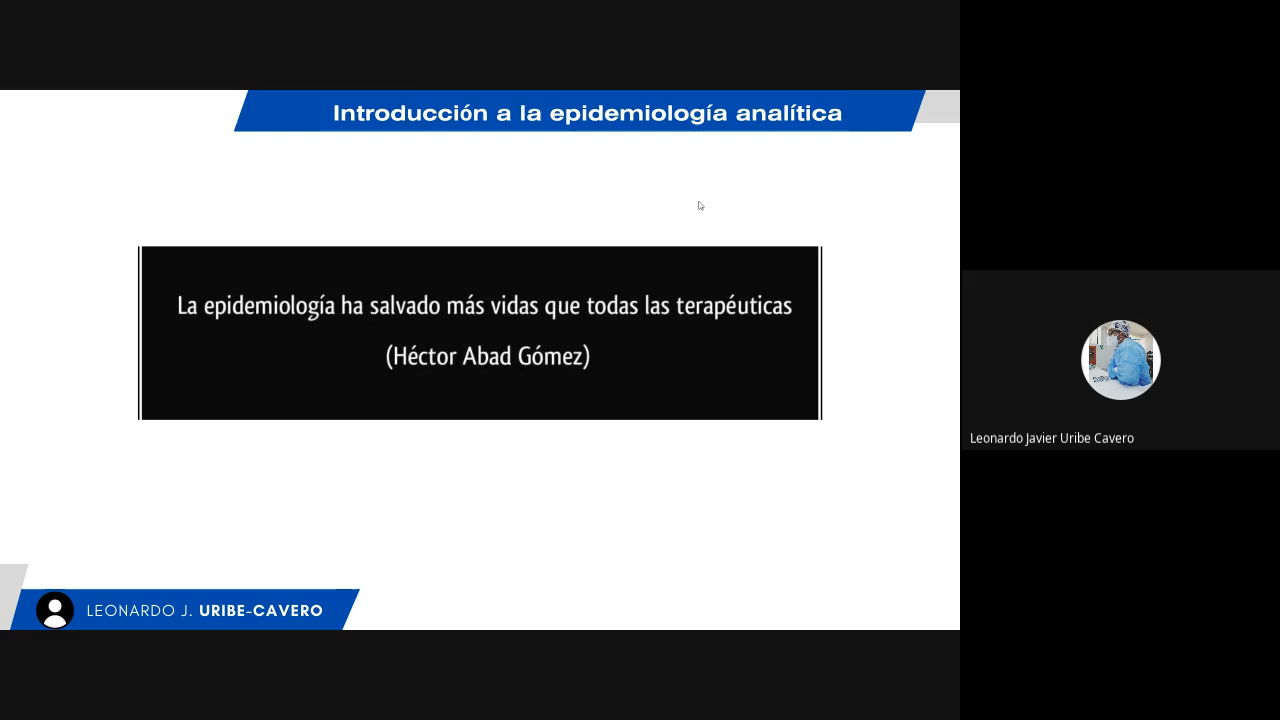 Introducción a la epidemiología analítica
La epidemiología ha salvado más vidas que todas las terapéuticas
(Héctor Abad Gómez)
Leonardo Javier Uribe Cavero
LEONARDO J. URIBE-CAVERO